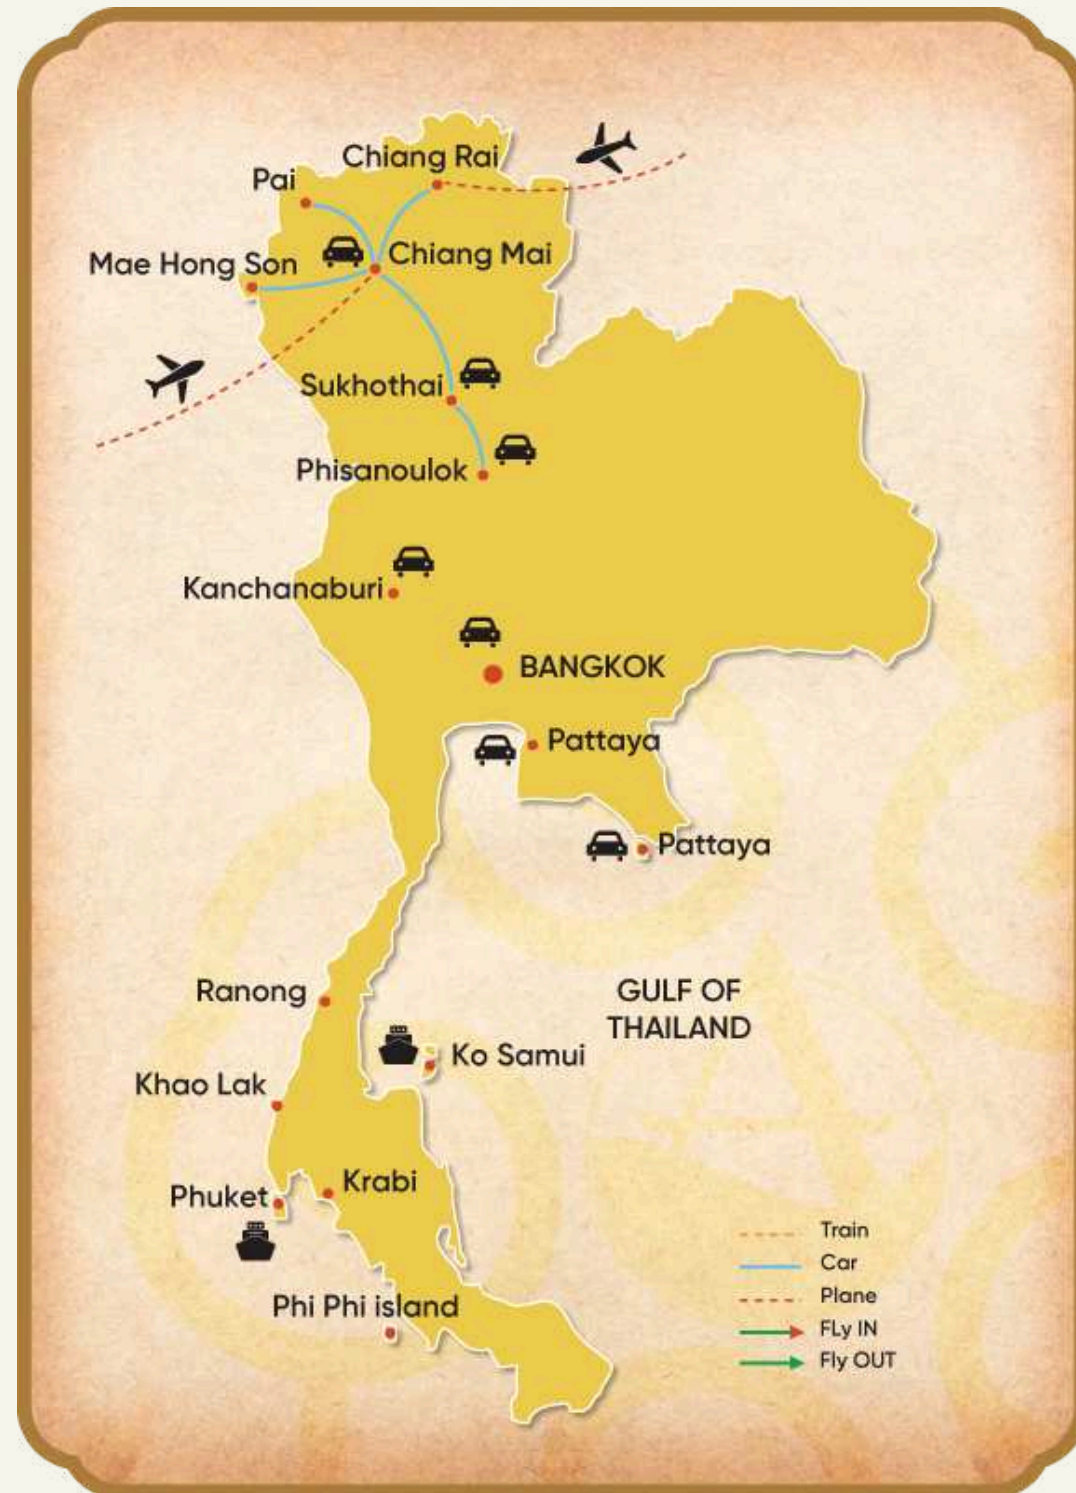 Chiang Rai
Pai
Chiang Mai
Mae Hong Son
Sukhothai
Phisanoulok
Kanchanaburi
BANGKOK
Pattaya
Pattaya
Ranong
GULF OF
THAILAND
Ko Samui
Khao Lak
Krabi
Phuket
Phi Phi island
Train
Car
Plane
FLy IN
Fly OUT